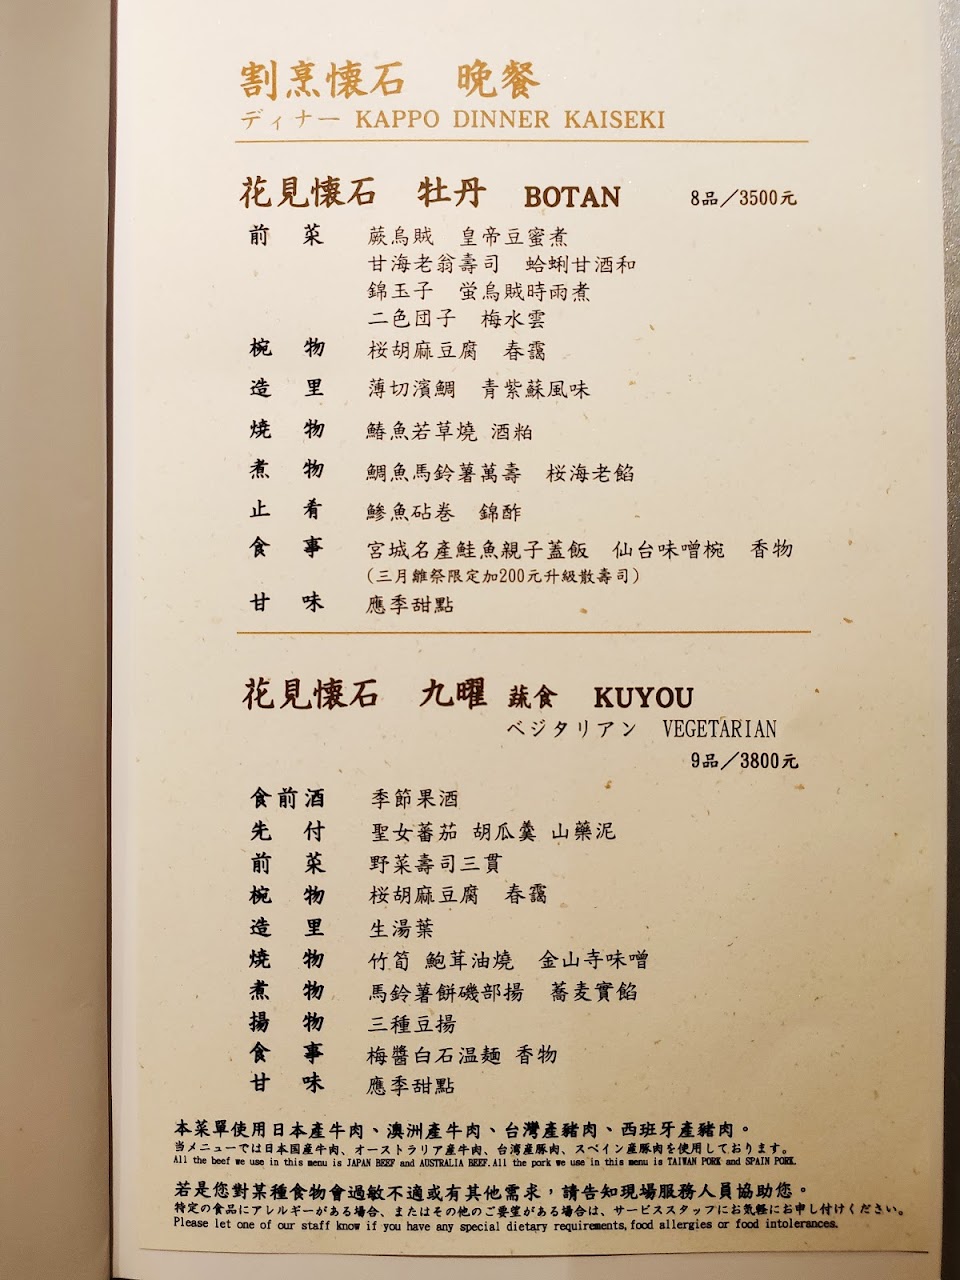 割烹懐石　晩餐
ディナー KAPPO DINNER KAISEKI
花見懐石　牡丹　BOTAN　8品／3500元
前菜　蕨烏賊　皇帝豆蜜煮
甘海老翁壽司　蛤蜊甘酒和
錦玉子　蛍烏賊時雨煮
二色団子　梅水雲
椀物　桜胡麻豆腐　春靄
造里　薄切濱鯛　青紫蘇風味
焼物　鰆魚若草燒 酒粕
煮物　鯛魚馬鈴薯萬壽　桜海老餡
止肴　鰺魚砧巻　錦酢
食事　宮城名產鮭魚親子蓋飯　仙台味噌椀　香物
(三月雛祭限定加200元升級散壽司)
甘味　應季甜點
花見懐石　九曜 蔬食　KUYOU
ベジタリアン　VEGETARIAN
9品／3800元
食前酒　季節果酒
先付　聖女蕃茄 胡瓜羹 山藥泥
前菜　野菜壽司三貫
椀物　桜胡麻豆腐　春靄
造里　生湯葉
焼物　竹筍 鮑茸油燒　金山寺味噌
煮物　馬鈴薯餅磯部揚　蕎麦實餡
揚物　三種豆揚
食事　梅醬白石温麺 香物
甘味　應季甜點
本菜單使用日本產牛肉、澳洲產牛肉、台灣產豬肉、西班牙產豬肉。
当メニューでは日本国産牛肉、オーストラリア産牛肉、台湾産豚肉、スペイン産豚肉を使用しております。
All the beef we use in this menu is JAPAN BEEF and AUSTRALIA BEEF. All the pork we use in this menu is TAIWAN PORK and SPAIN PORK.
若是您對某種食物會過敏不適或有其他需求，請告知現場服務人員協助您。
特定の食品にアレルギーがある場合、またはその他のご要望がある場合は、サービススタッフにお気軽にお申し付けください。
Please let one of our staff know if you have any special dietary requirements, food allergies or food intolerances.